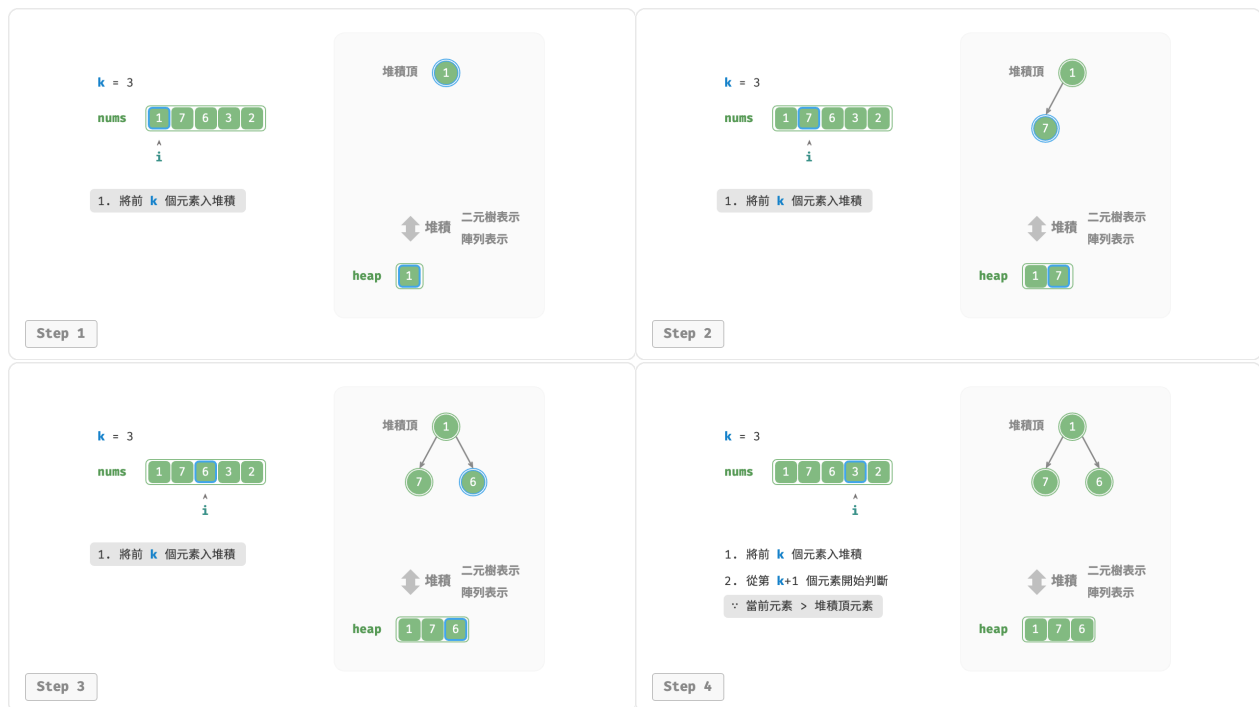 k = 3
nums 1 7 6 3 2
^
i
1. 將前 k 個元素入堆積
堆積頂 1
堆積 二元樹表示
陣列表示
heap 1
Step 1
k = 3
nums 1 7 6 3 2
^
i
1. 將前 k 個元素入堆積
堆積頂 1
7
堆積 二元樹表示
陣列表示
heap 1 7
Step 2
k = 3
nums 1 7 6 3 2
^
i
1. 將前 k 個元素入堆積
堆積頂 1
7 6
堆積 二元樹表示
陣列表示
heap 1 7 6
Step 3
k = 3
nums 1 7 6 3 2
^
i
1. 將前 k 個元素入堆積
2. 從第 k+1 個元素開始判斷
∵ 當前元素 > 堆積頂元素
堆積頂 1
7 6
堆積 二元樹表示
陣列表示
heap 1 7 6
Step 4